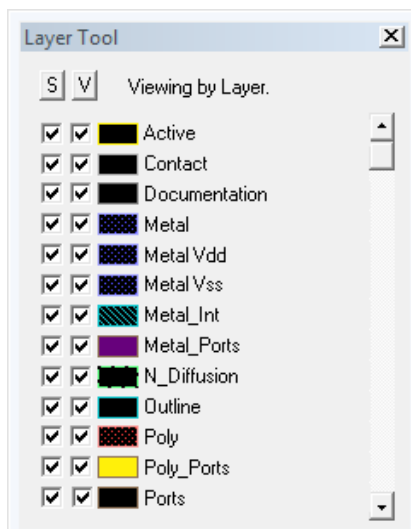 Layer Tool
S V Viewing by Layer.
Active
Contact
Documentation
Metal
Metal Vdd
Metal Vss
Metal_Int
Metal_Ports
N_Diffusion
Outline
Poly
Poly_Ports
Ports